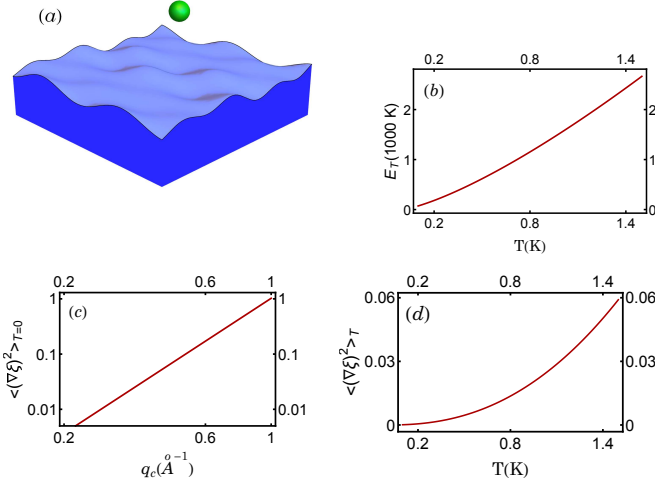 (a)
0.2 0.8 1.4
(b)
E_T(1000 K)
2 2
1 1
0 0
0.2 0.8 1.4
T(K)
0.2 0.6 1
(c)
<(∇ξ)²>_{T=0}
1 1
0.1 0.1
0.01 0.01
0.2 0.6 1
q_c(Å⁻¹)
0.2 0.8 1.4
(d)
<(∇ξ)²>_T
0.06 0.06
0.03 0.03
0 0
0.2 0.8 1.4
T(K)